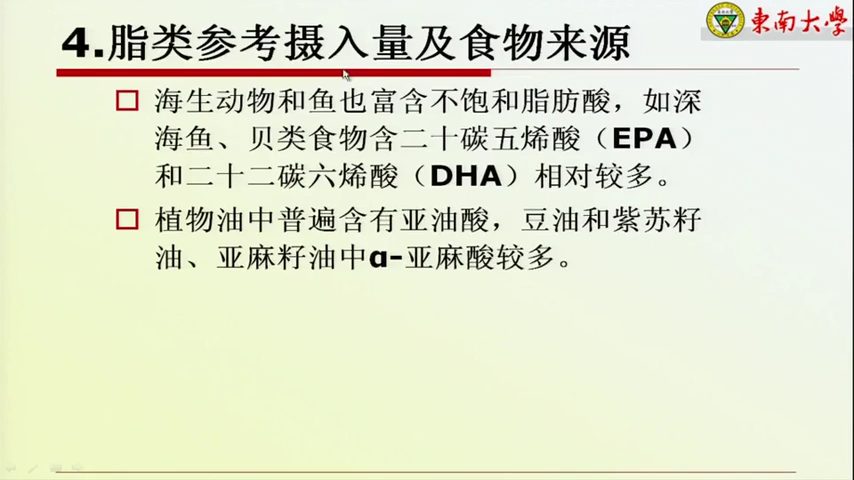 4.脂类参考摄入量及食物来源
东南大学
海生动物和鱼也富含不饱和脂肪酸，如深
海鱼、贝类食物含二十碳五烯酸（EPA）
和二十二碳六烯酸（DHA）相对较多。
植物油中普遍含有亚油酸，豆油和紫苏籽
油、亚麻籽油中ɑ-亚麻酸较多。